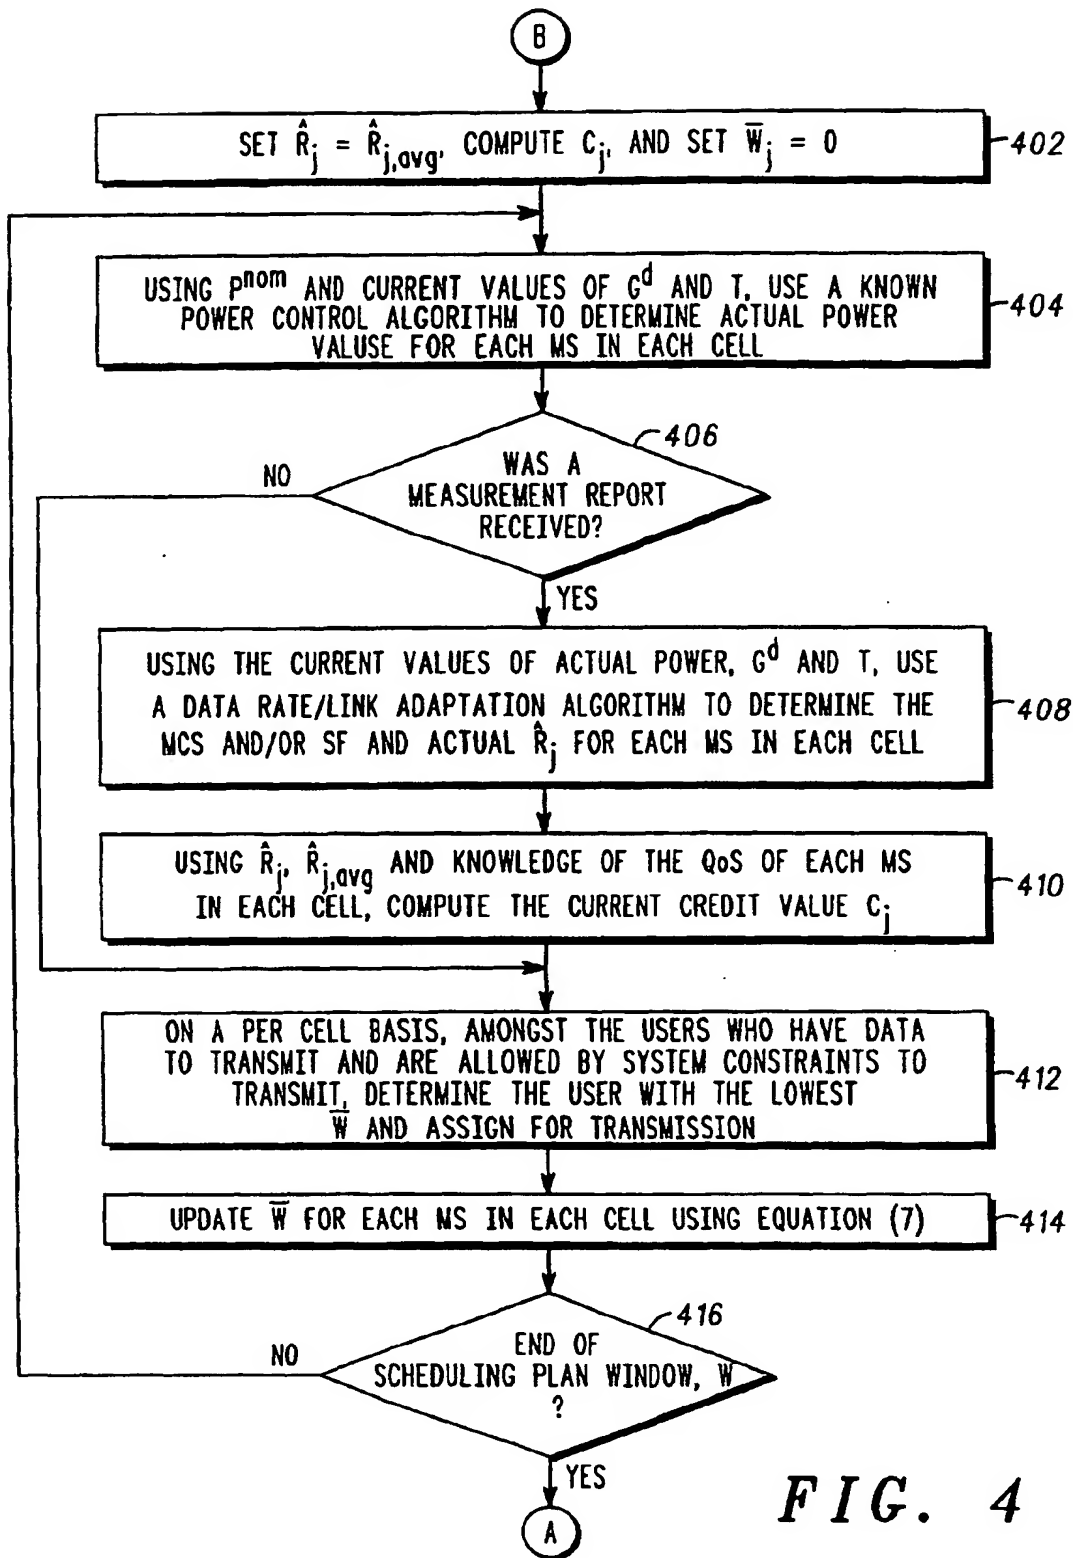 B
SET R̂j = R̂j,avg, COMPUTE Cj, AND SET W̅j = 0
402
USING Pnom AND CURRENT VALUES OF Gd AND T, USE A KNOWN
POWER CONTROL ALGORITHM TO DETERMINE ACTUAL POWER
VALUSE FOR EACH MS IN EACH CELL
404
406
WAS A
MEASUREMENT REPORT
RECEIVED?
NO
YES
USING THE CURRENT VALUES OF ACTUAL POWER, Gd AND T, USE
A DATA RATE/LINK ADAPTATION ALGORITHM TO DETERMINE THE
MCS AND/OR SF AND ACTUAL R̂j FOR EACH MS IN EACH CELL
408
USING R̂j, R̂j,avg AND KNOWLEDGE OF THE QoS OF EACH MS
IN EACH CELL, COMPUTE THE CURRENT CREDIT VALUE Cj
410
ON A PER CELL BASIS, AMONGST THE USERS WHO HAVE DATA
TO TRANSMIT AND ARE ALLOWED BY SYSTEM CONSTRAINTS TO
TRANSMIT, DETERMINE THE USER WITH THE LOWEST
W̅ AND ASSIGN FOR TRANSMISSION
412
UPDATE W̅ FOR EACH MS IN EACH CELL USING EQUATION (7)
414
416
END OF
SCHEDULING PLAN WINDOW, W
?
NO
YES
A
FIG. 4